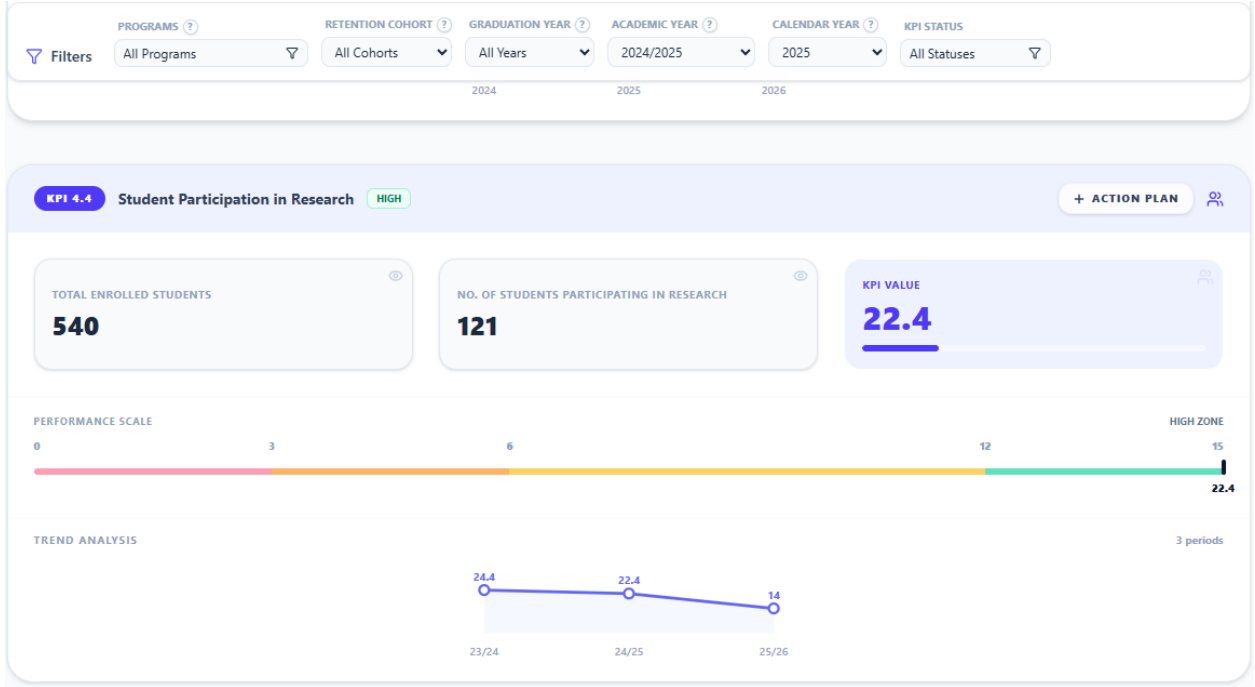 PROGRAMS ?
RETENTION COHORT ?
GRADUATION YEAR ?
ACADEMIC YEAR ?
CALENDAR YEAR ?
KPI STATUS
Filters
All Programs
All Cohorts
All Years
2024/2025
2025
All Statuses
2024 2025 2026
KPI 4.4 Student Participation in Research HIGH
+ ACTION PLAN
TOTAL ENROLLED STUDENTS
540
NO. OF STUDENTS PARTICIPATING IN RESEARCH
121
KPI VALUE
22.4
PERFORMANCE SCALE HIGH ZONE
0 3 6 12 15
22.4
TREND ANALYSIS 3 periods
24.4 22.4 14
23/24 24/25 25/26